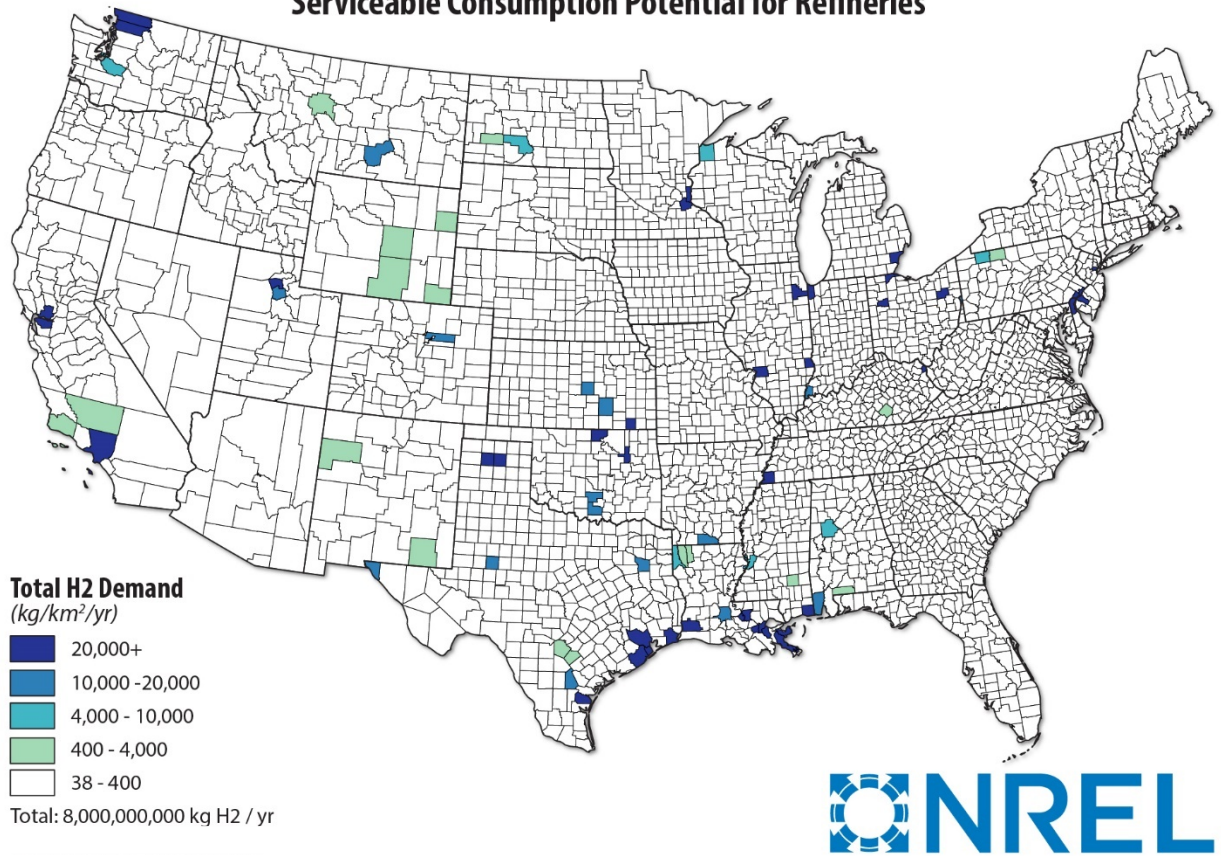 Serviceable Consumption Potential for Refineries
Total H2 Demand
(kg/km²/yr)
20,000+
10,000 -20,000
4,000 - 10,000
400 - 4,000
38 - 400
Total: 8,000,000,000 kg H2 / yr
NREL